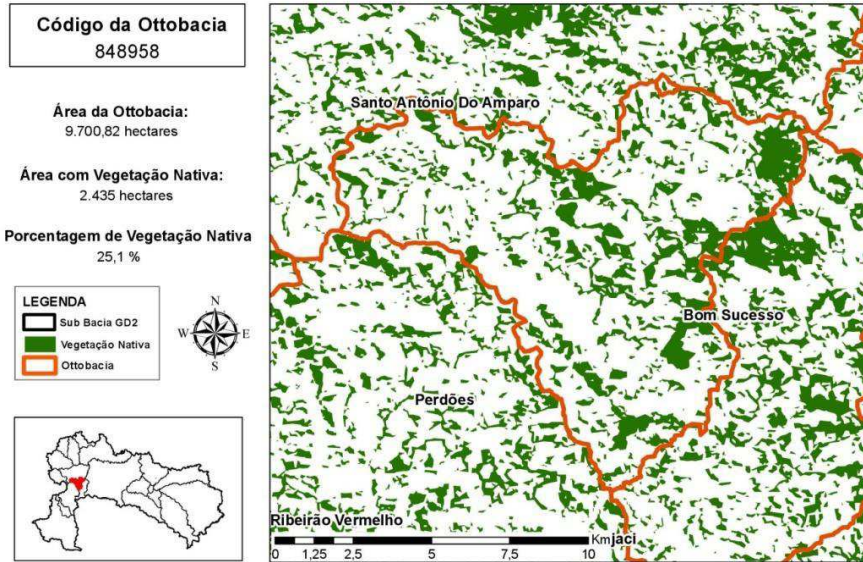 Código da Ottobacia
848958
Área da Ottobacia:
9.700,82 hectares
Área com Vegetação Nativa:
2.435 hectares
Porcentagem de Vegetação Nativa
25,1 %
LEGENDA
Sub Bacia GD2
Vegetação Nativa
Ottobacia
N
W E
S
Santo Antônio Do Amparo
Bom Sucesso
Perdões
Ribeirão Vermelho
Km jaci
0 1,25 2,5 5 7,5 10